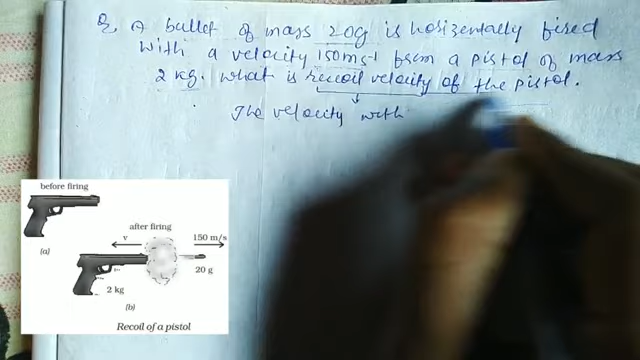 Q, A bullet of mass 20g is horizontally fired
with a velocity 150ms-1 from a pistol of mass
2 kg. what is recoil velocity of the pistol.
The velocity with
before firing
(a)
after firing
v
150 m/s
20 g
2 kg
(b)
Recoil of a pistol